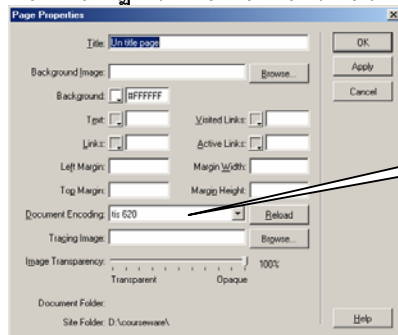 Page Properties
Title: Un title page
OK
Background Image:
Browse...
Apply
Background: #FFFFFF
Cancel
Text:
Visited Links:
Links:
Active Links:
Left Margin:
Margin Width:
Top Margin:
Margin Height:
Document Encoding: tis 620
Reload
Tracing Image:
Browse...
Image Transparency:
100%
Transparent
Opaque
Document Folder:
Site Folder: D:\courseware\
Help